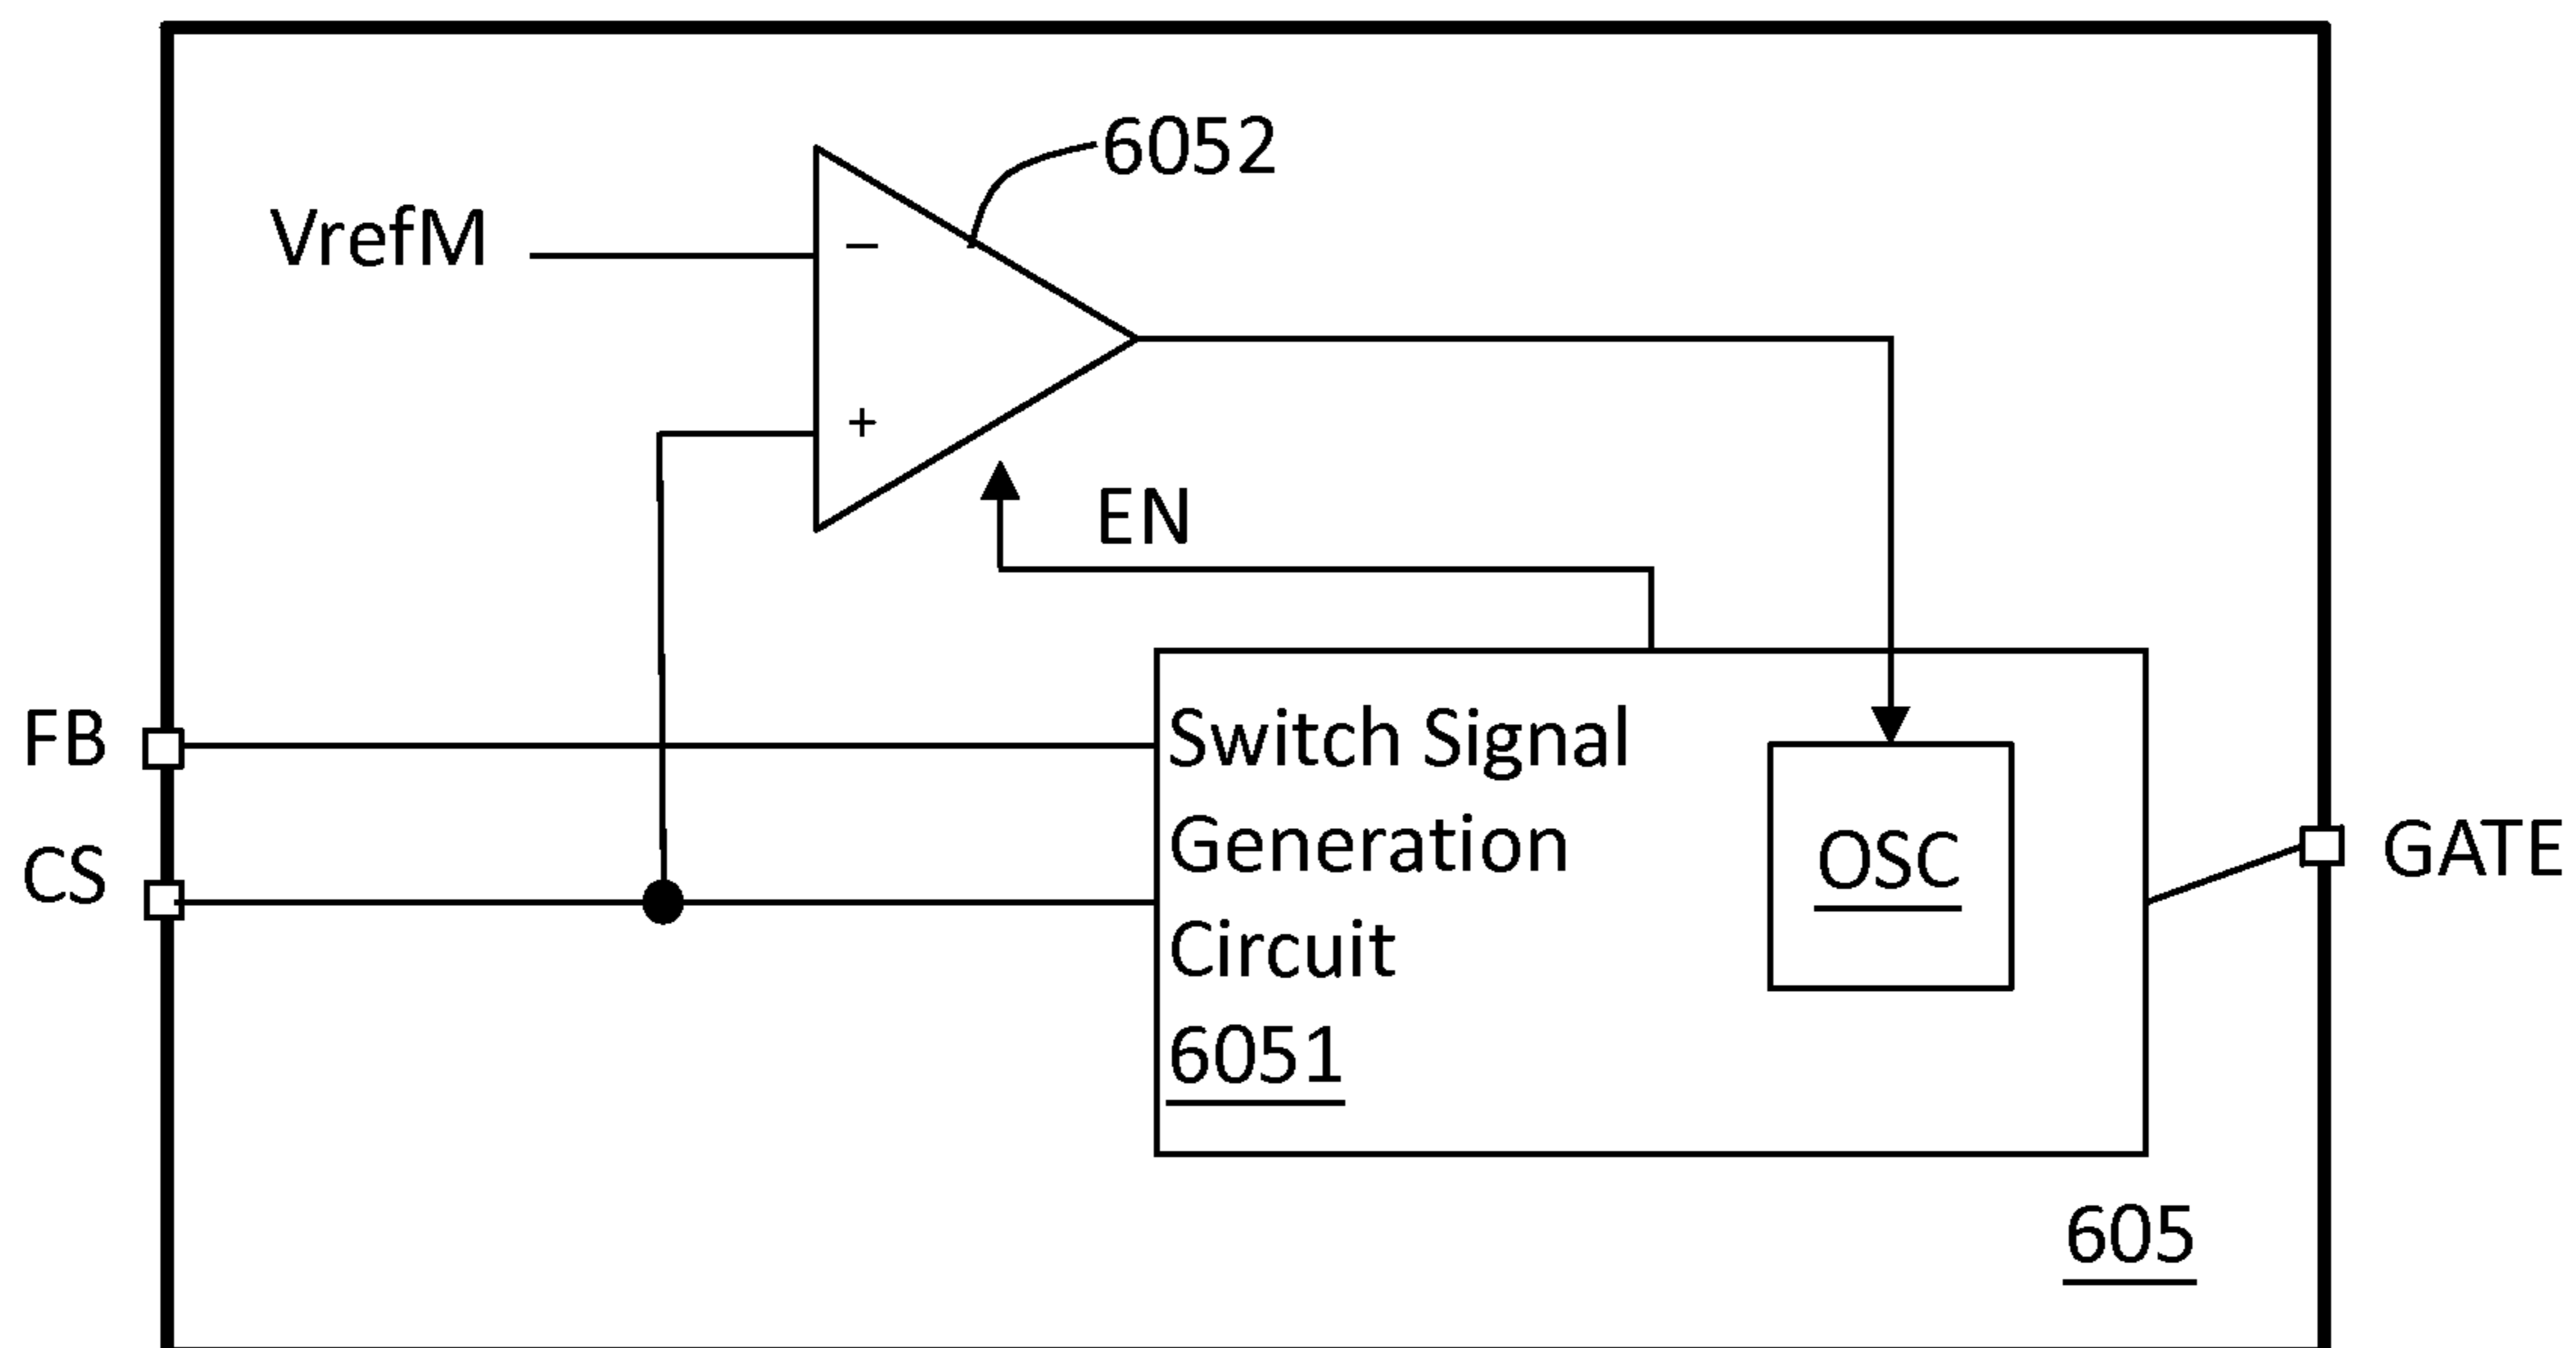 6052
VrefM
−
+
EN
FB
Switch Signal
Generation
Circuit
6051
OSC
CS
GATE
605